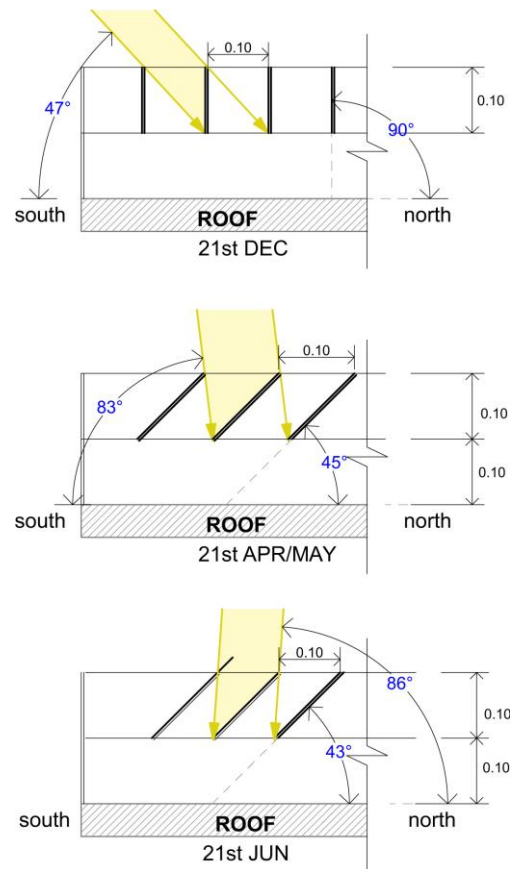 0.10
47°
0.10
90°
south
ROOF
north
21st DEC
0.10
83°
0.10
45°
0.10
south
ROOF
north
21st APR/MAY
0.10
86°
0.10
43°
0.10
south
ROOF
north
21st JUN